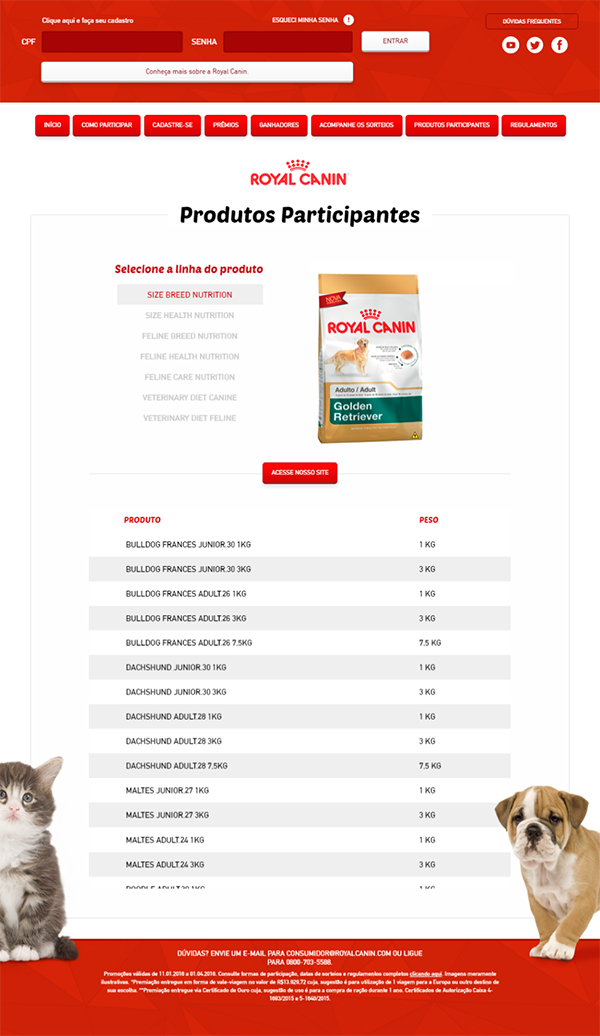 Clique aqui e faça seu cadastro
ESQUECI MINHA SENHA
DÚVIDAS FREQUENTES
CPF
SENHA
ENTRAR
Conheça mais sobre a Royal Canin.
INÍCIO COMO PARTICIPAR CADASTRE-SE PRÊMIOS GANHADORES ACOMPANHE OS SORTEIOS PRODUTOS PARTICIPANTES REGULAMENTOS
ROYAL CANIN
Produtos Participantes
Selecione a linha do produto
SIZE BREED NUTRITION
SIZE HEALTH NUTRITION
FELINE BREED NUTRITION
FELINE HEALTH NUTRITION
FELINE CARE NUTRITION
VETERINARY DIET CANINE
VETERINARY DIET FELINE
NOVA
ROYAL CANIN
Adulto / Adult
Golden
Retriever
ACESSE NOSSO SITE
PRODUTO PESO
BULLDOG FRANCES JUNIOR.30 1KG 1 KG
BULLDOG FRANCES JUNIOR.30 3KG 3 KG
BULLDOG FRANCES ADULT.26 1KG 1 KG
BULLDOG FRANCES ADULT.26 3KG 3 KG
BULLDOG FRANCES ADULT.26 7,5KG 7,5 KG
DACHSHUND JUNIOR.30 1KG 1 KG
DACHSHUND JUNIOR.30 3KG 3 KG
DACHSHUND ADULT.28 1KG 1 KG
DACHSHUND ADULT.28 3KG 3 KG
DACHSHUND ADULT.28 7,5KG 7,5 KG
MALTES JUNIOR.27 1KG 1 KG
MALTES JUNIOR.27 3KG 3 KG
MALTES ADULT.24 1KG 1 KG
MALTES ADULT.24 3KG 3 KG
POODLE ADULT.30 1KG 1 KG
DÚVIDAS? ENVIE UM E-MAIL PARA CONSUMIDOR@ROYALCANIN.COM OU LIGUE
PARA 0800-703-5588.
Promoções válidas de 11.01.2016 a 01.04.2016. Consulte formas de participação, datas de sorteios e regulamentos completos clicando aqui. Imagens meramente
ilustrativas. *Premiação entregue em forma de vale-viagem no valor de R$13.929,72 cuja, sugestão é para utilização de 1 viagem para a Europa ou outro destino de
sua escolha. **Premiação entregue via Certificado de Ouro cuja, sugestão de uso é para a compra de ração durante 1 ano. Certificados de Autorização Caixa 4-
1863/2015 e 5-1840/2015.